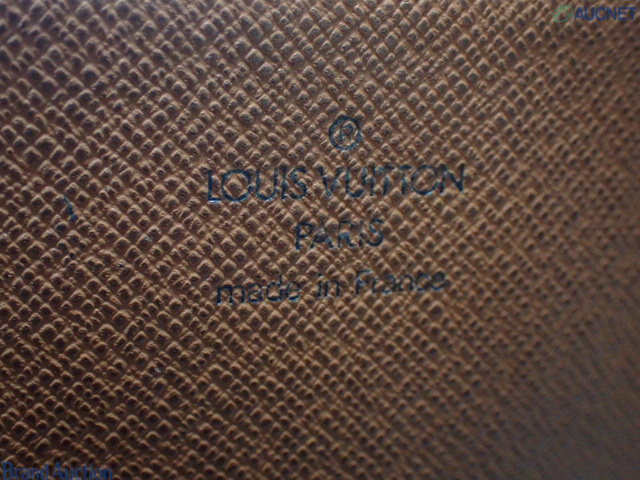 AUCNET
®
LOUIS VUITTON
PARIS
made in France
Brand Auction